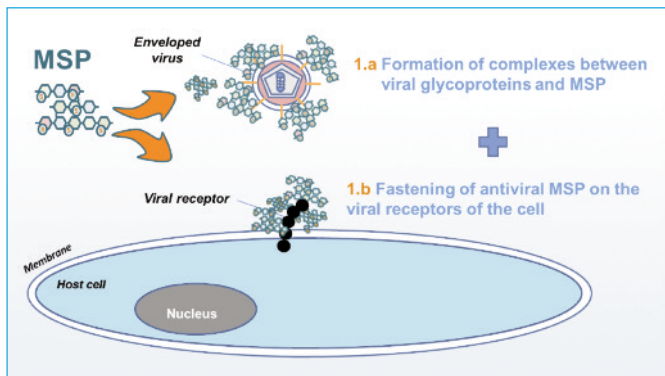 MSP
Enveloped
virus
1.a Formation of complexes between
viral glycoproteins and MSP
1.b Fastening of antiviral MSP on the
viral receptors of the cell
Viral receptor
Membrane
Host cell
Nucleus